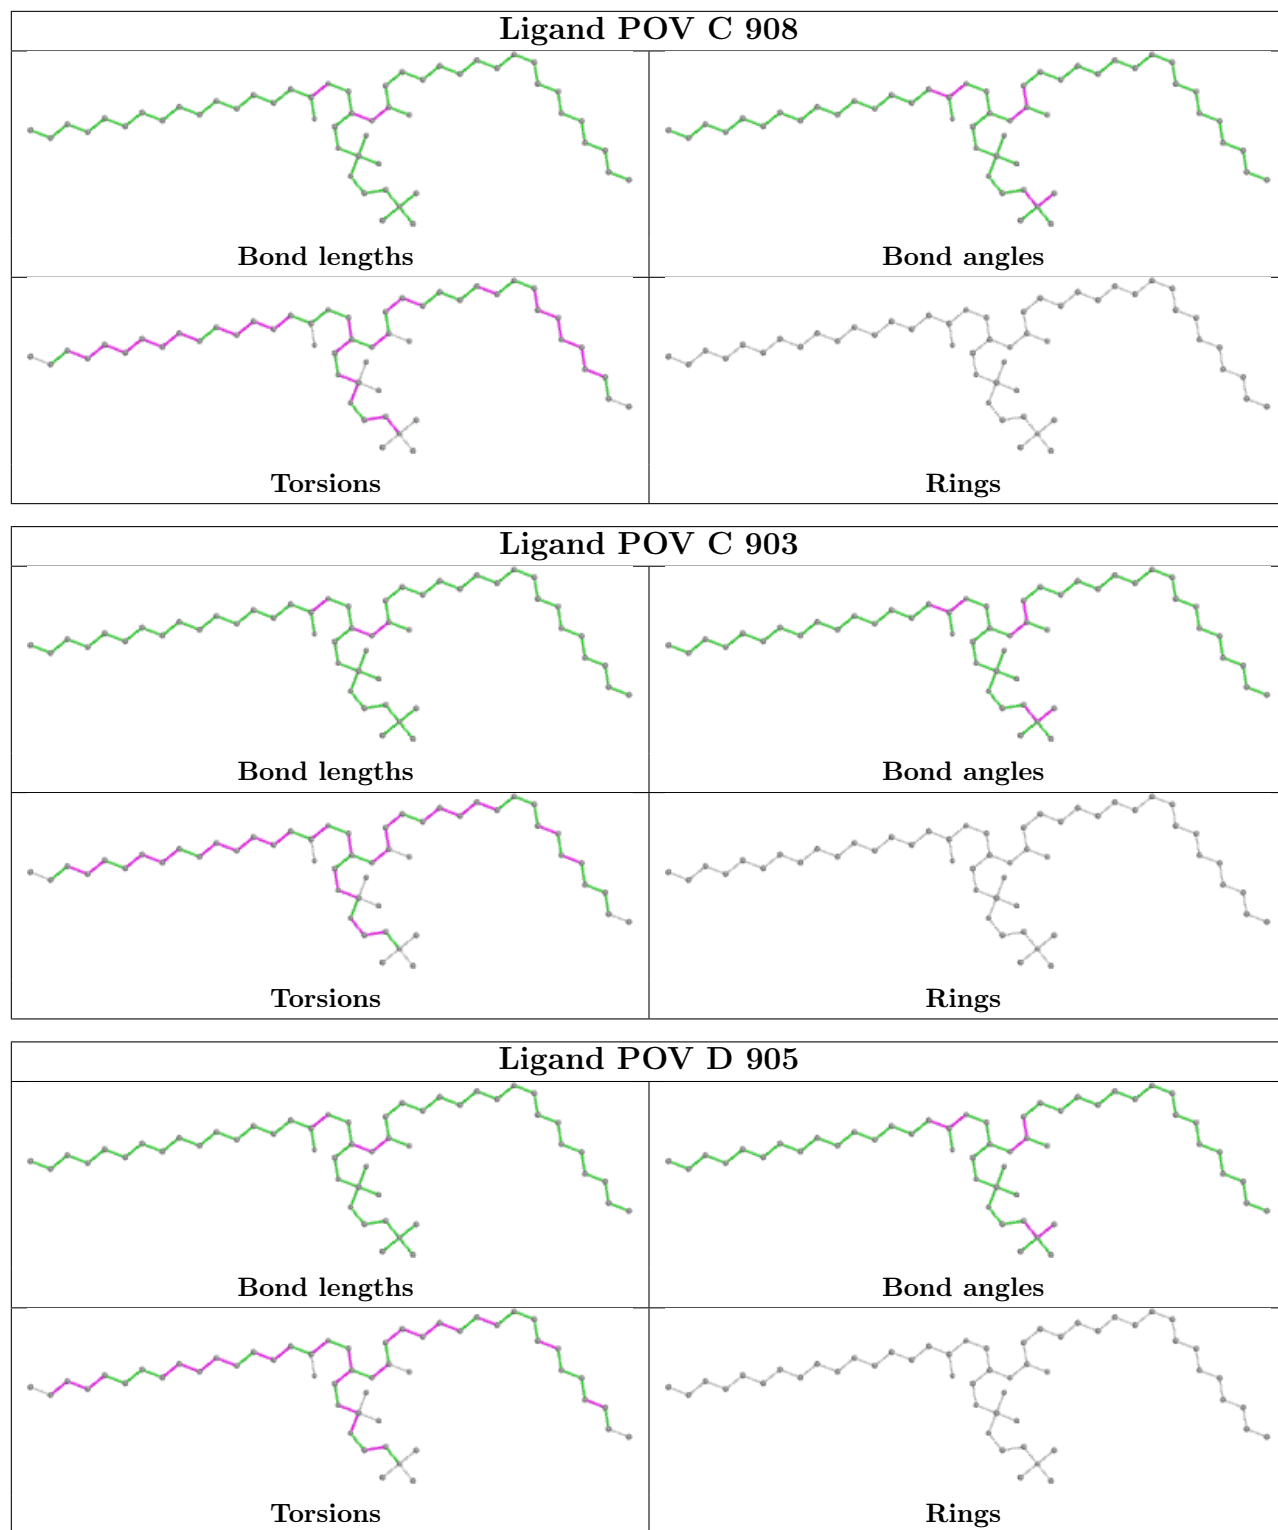 Ligand POV C 908
Bond lengths
Bond angles
Torsions
Rings
Ligand POV C 903
Bond lengths
Bond angles
Torsions
Rings
Ligand POV D 905
Bond lengths
Bond angles
Torsions
Rings